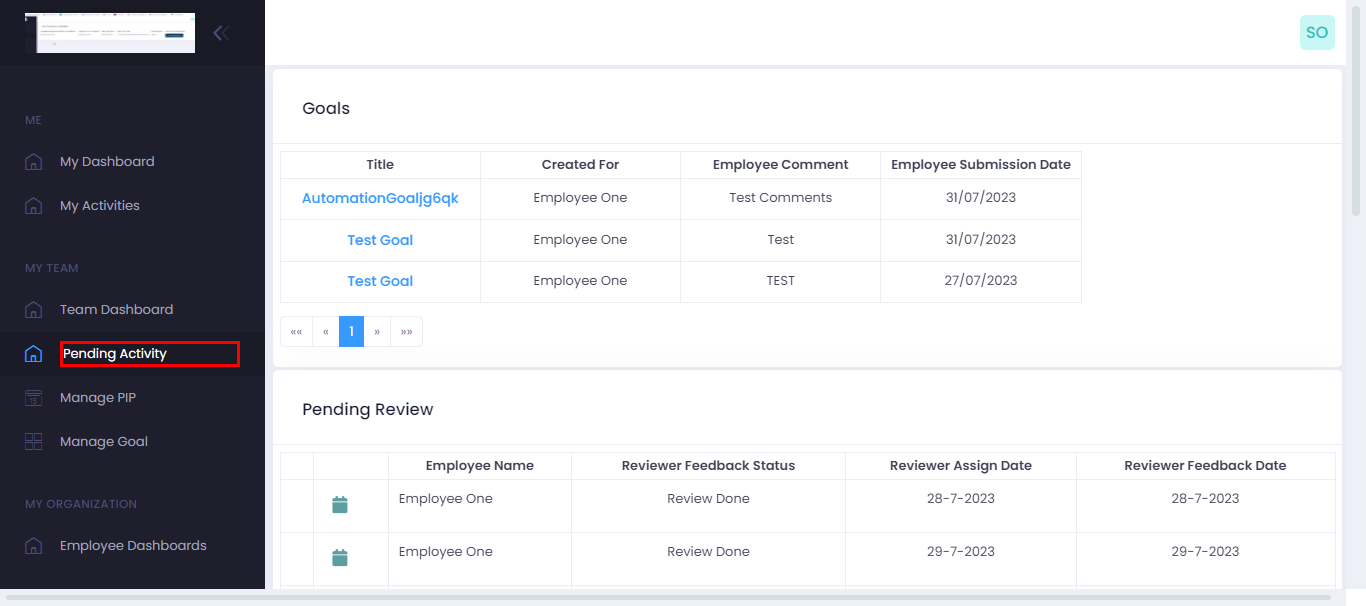 SO
ME
My Dashboard
My Activities
MY TEAM
Team Dashboard
Pending Activity
Manage PIP
Manage Goal
MY ORGANIZATION
Employee Dashboards
Goals
Title Created For Employee Comment Employee Submission Date
AutomationGoaljg6qk Employee One Test Comments 31/07/2023
Test Goal Employee One Test 31/07/2023
Test Goal Employee One TEST 27/07/2023
«« « 1 » »»
Pending Review
Employee Name Reviewer Feedback Status Reviewer Assign Date Reviewer Feedback Date
Employee One Review Done 28-7-2023 28-7-2023
Employee One Review Done 29-7-2023 29-7-2023